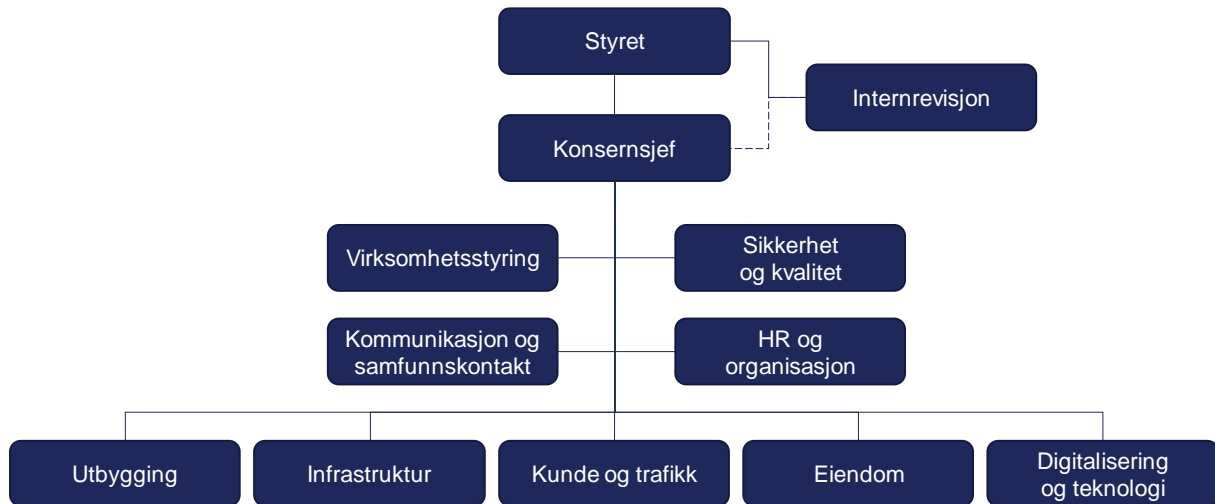 Styret
Internrevisjon
Konsernsjef
Virksomhetsstyring
Sikkerhet
og kvalitet
Kommunikasjon og
samfunnskontakt
HR og
organisasjon
Utbygging
Infrastruktur
Kunde og trafikk
Eiendom
Digitalisering
og teknologi